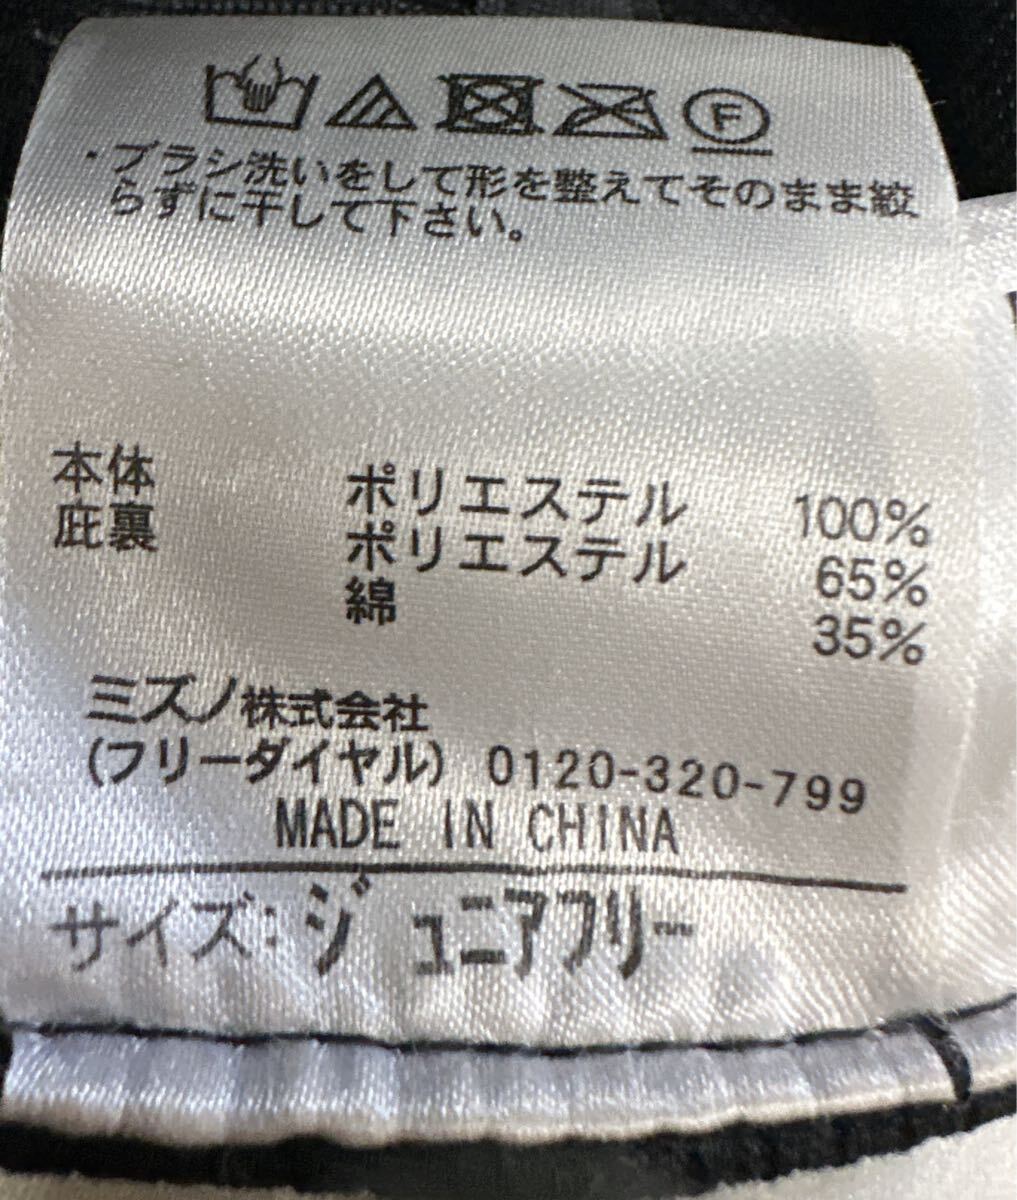 F
・ブラシ洗いをして形を整えてそのまま絞
らずに干して下さい。
本体 ポリエステル 100%
庇裏 ポリエステル 65%
綿 35%
ミズノ株式会社
(フリーダイヤル) 0120-320-799
MADE IN CHINA
サイズ:ジュニアフリー